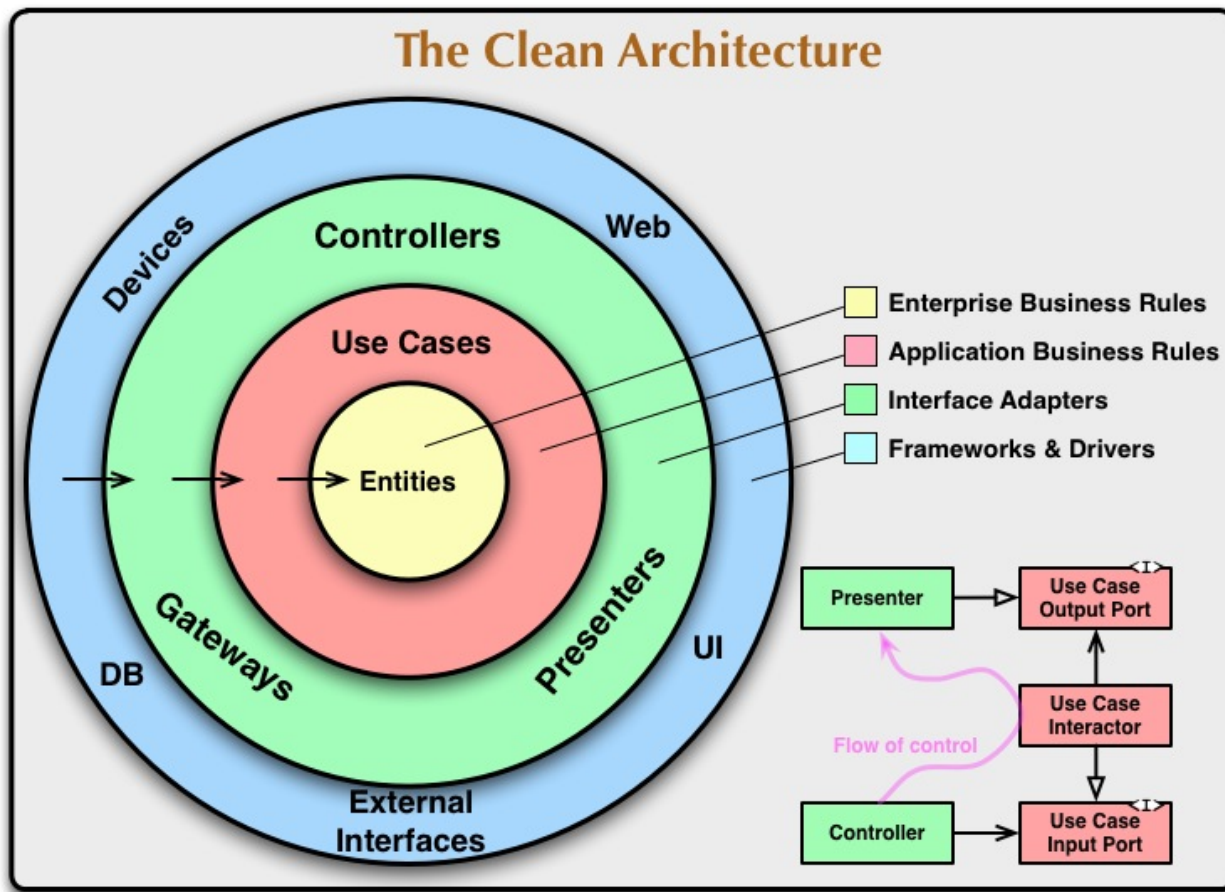 The Clean Architecture
Devices
Controllers
Web
Use Cases
Entities
Gateways
Presenters
DB
UI
External
Interfaces
Enterprise Business Rules
Application Business Rules
Interface Adapters
Frameworks & Drivers
Presenter
<I>
Use Case
Output Port
Flow of control
Use Case
Interactor
Controller
<I>
Use Case
Input Port